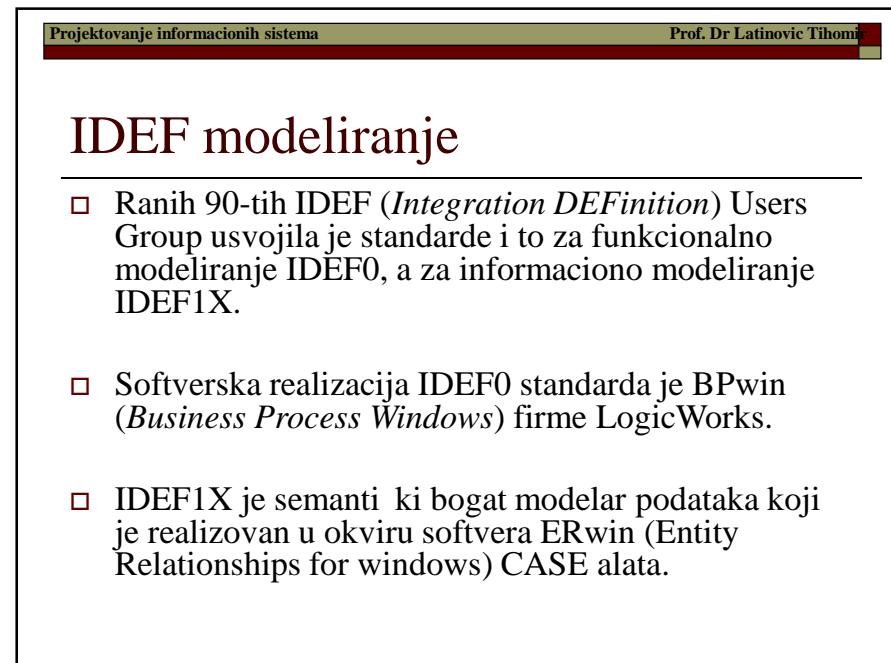 Projektovanje informacionih sistema Prof. Dr Latinovic Tihomir
IDEF modeliranje
Ranih 90-tih IDEF (Integration DEFinition) Users
Group usvojila je standarde i to za funkcionalno
modeliranje IDEF0, a za informaciono modeliranje
IDEF1X.
Softverska realizacija IDEF0 standarda je BPwin
(Business Process Windows) firme LogicWorks.
IDEF1X je semanti ki bogat modelar podataka koji
je realizovan u okviru softvera ERwin (Entity
Relationships for windows) CASE alata.